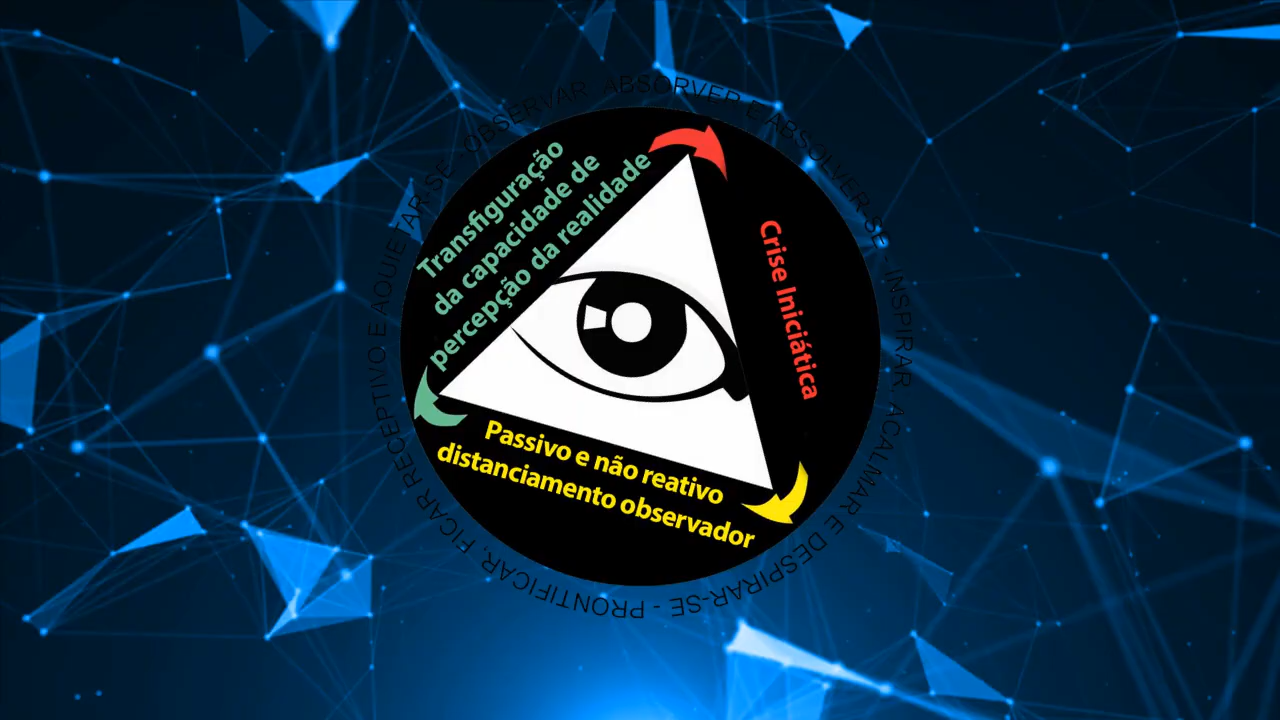 OBSERVAR - ABSORVER E ABSOLVER-SE - INSPIRAR, ACALMAR E DESPIRAR-SE - PRONTIFICAR, FICAR RECEPTIVO E AQUIETAR-SE -
Transfiguração
da capacidade de
percepção da realidade
Crise Iniciática
Passivo e não reativo
distanciamento observador